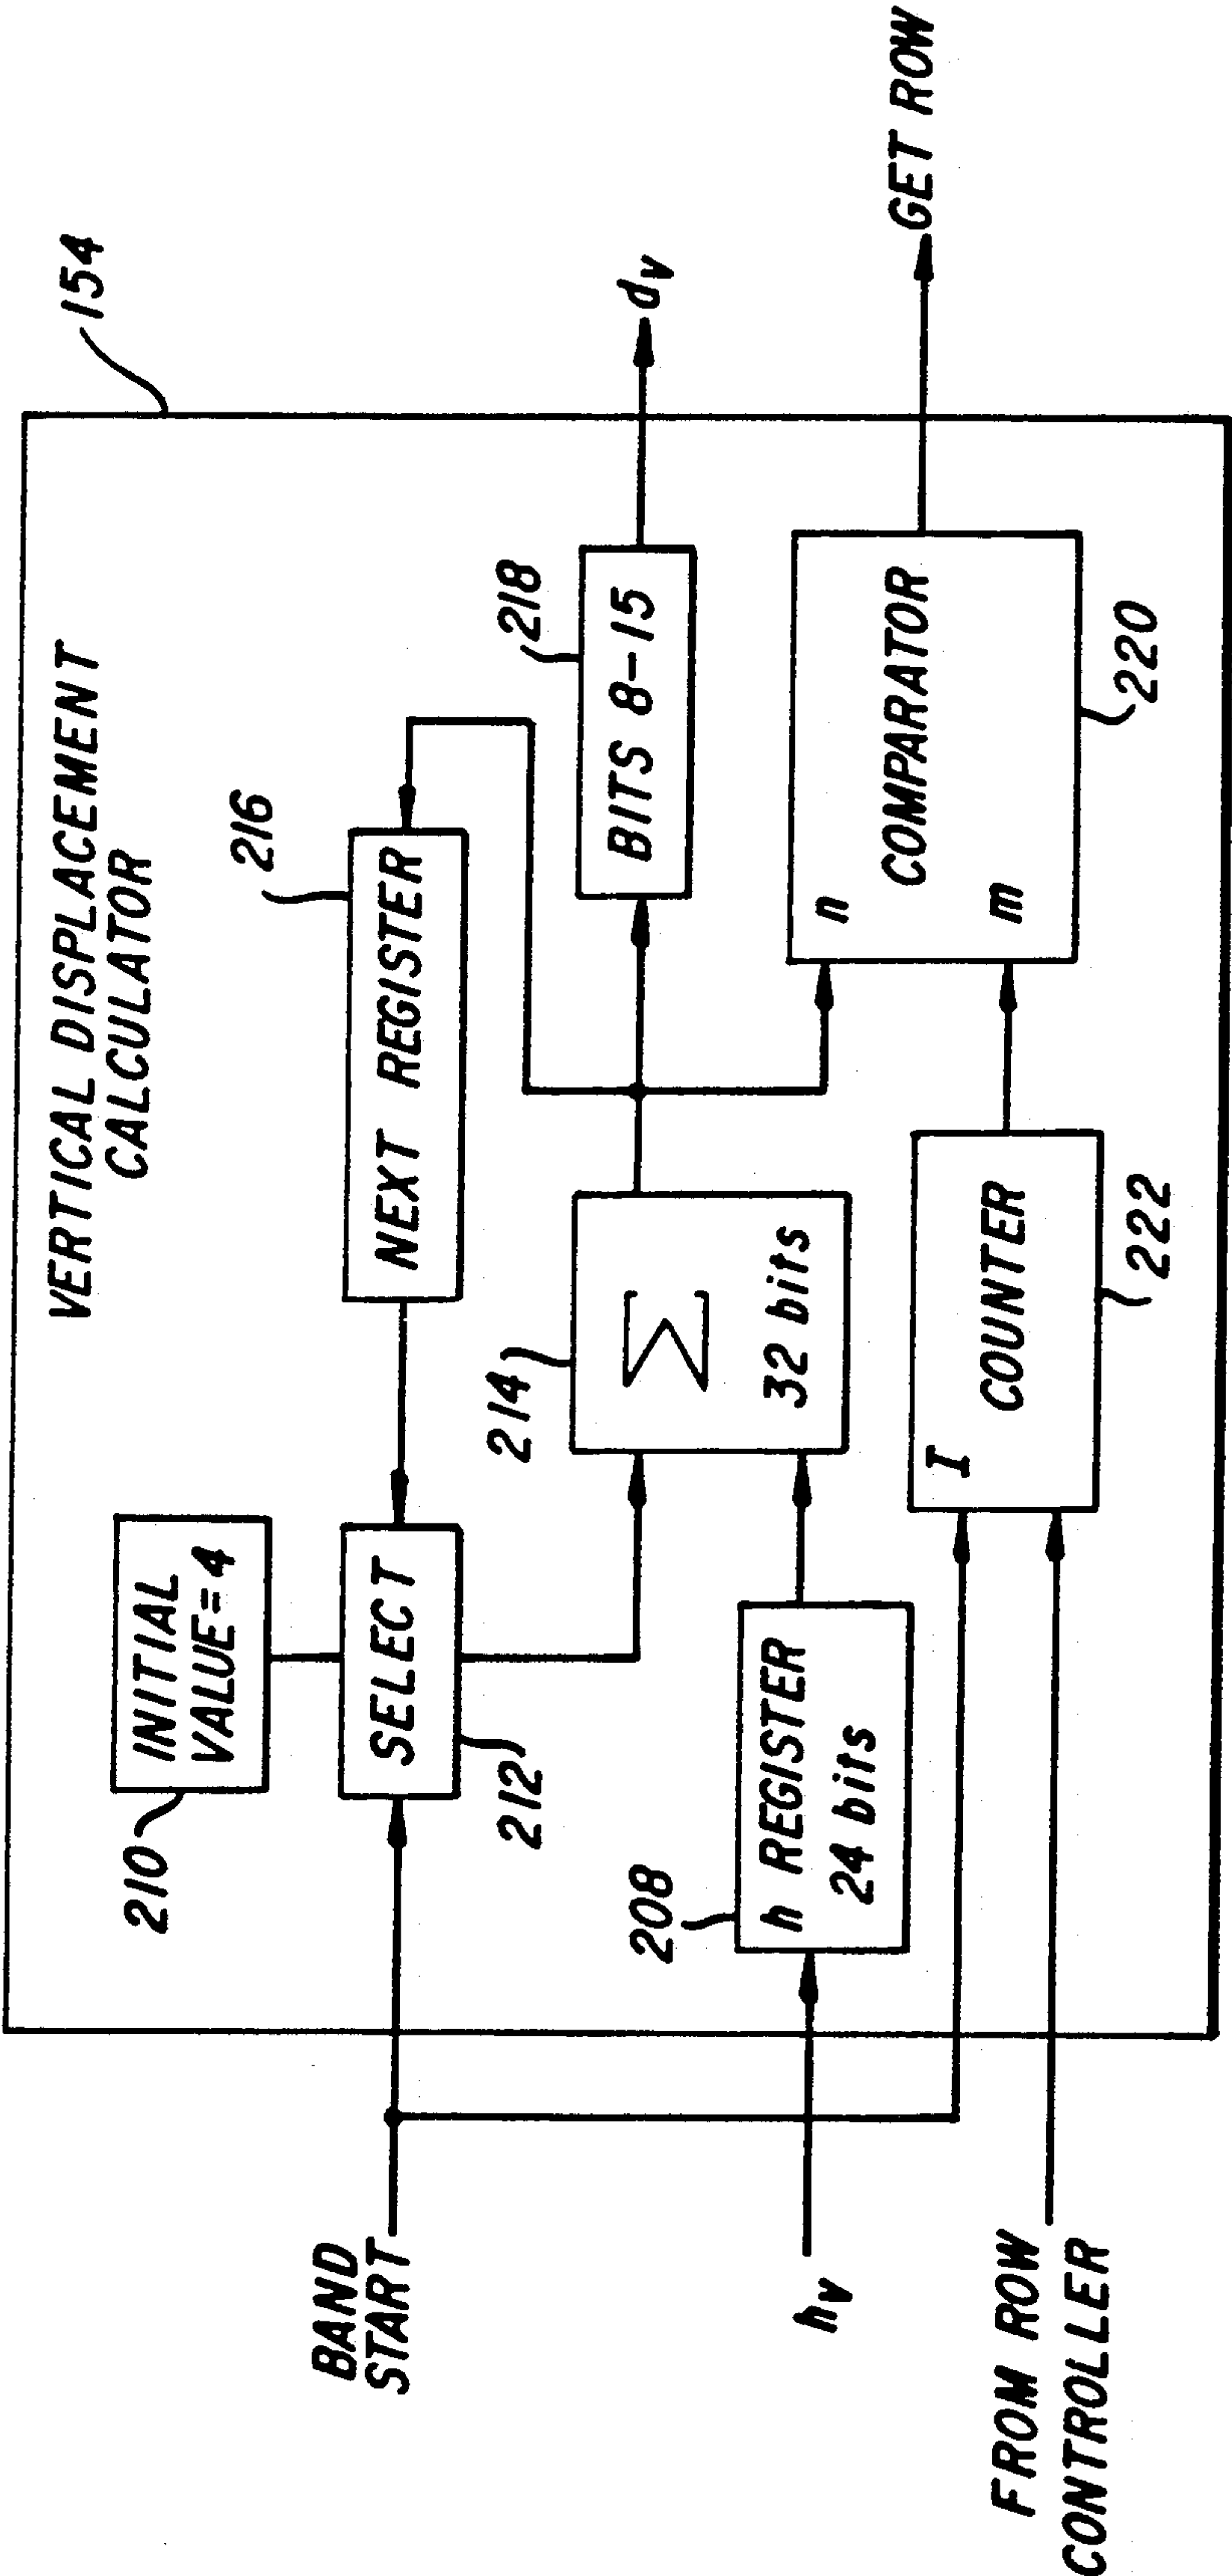 154
VERTICAL DISPLACEMENT
CALCULATOR
210
INITIAL
VALUE=4
216
NEXT REGISTER
BAND
START
SELECT
212
214
Σ
32 bits
218
BITS 8-15
dv
208
h REGISTER
24 bits
hv
n
COMPARATOR
m
220
GET ROW
I
COUNTER
222
FROM ROW
CONTROLLER